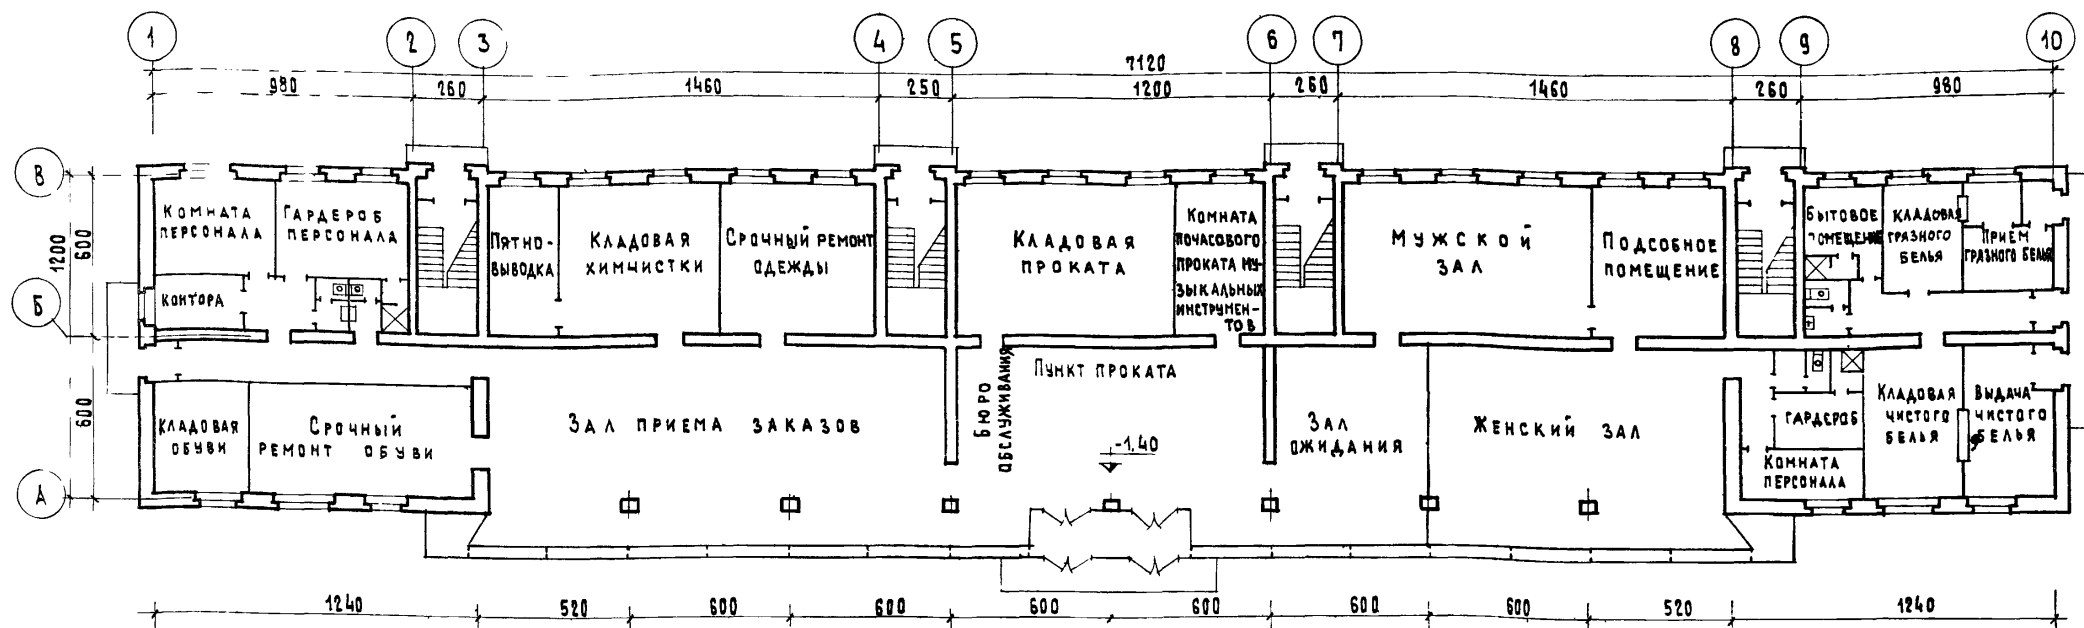 1 2 3 4 5 6 7 8 9 10
7120
980 260 1460 250 1200 260 1460 260 980
В
Б
А
1200
600
600
КОМНАТА
ПЕРСОНАЛА
ГАРДЕРОБ
ПЕРСОНАЛА
КОНТОРА
ПЯТНО-
ВЫВОДКА
КЛАДОВАЯ
ХИМЧИСТКИ
СРОЧНЫЙ РЕМОНТ
ОДЕЖДЫ
КЛАДОВАЯ
ПРОКАТА
КОМНАТА
ПОЧАСОВОГО
ПРОКАТА МУ-
ЗЫКАЛЬНЫХ
ИНСТРУМЕН-
ТОВ
МУЖСКОЙ
ЗАЛ
ПОДСОБНОЕ
ПОМЕЩЕНИЕ
БЫТОВОЕ
ПОМЕЩЕНИЕ
КЛАДОВАЯ
ГРЯЗНОГО
БЕЛЬЯ
ПРИЕМ
ГРЯЗНОГО БЕЛЬЯ
КЛАДОВАЯ
ОБУВИ
СРОЧНЫЙ
РЕМОНТ ОБУВИ
ЗАЛ ПРИЕМА ЗАКАЗОВ
БЮРО
ОБСЛУЖИВАНИЯ
ПУНКТ ПРОКАТА
-1.40
ЗАЛ
ОЖИДАНИЯ
ЖЕНСКИЙ ЗАЛ
ГАРДЕРОБ
КОМНАТА
ПЕРСОНАЛА
КЛАДОВАЯ
ЧИСТОГО
БЕЛЬЯ
ВЫДАЧА
ЧИСТОГО
БЕЛЬЯ
1240 520 600 600 600 600 600 600 520 1240